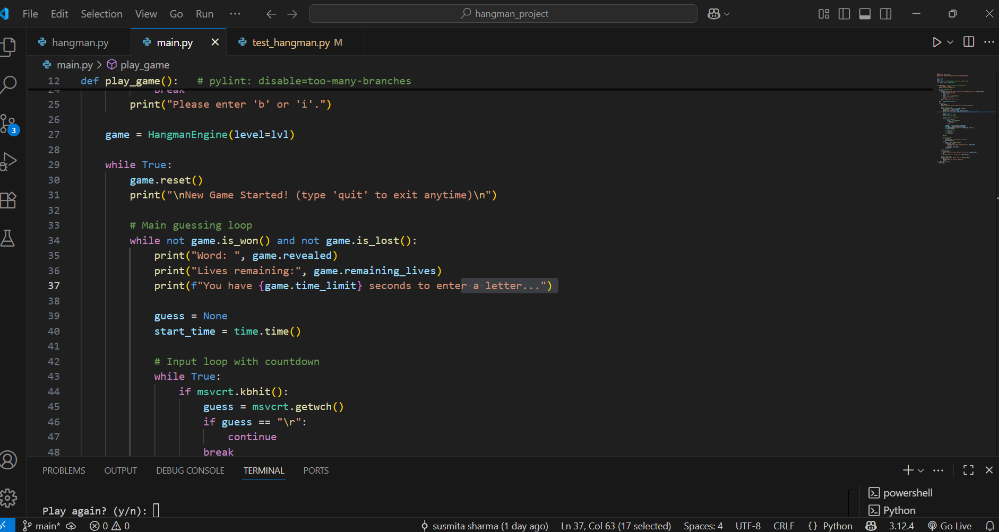 File Edit Selection View Go Run ... hangman_project
hangman.py main.py test_hangman.py M
main.py > play_game
12 def play_game():   # pylint: disable=too-many-branches
24 break
25 print("Please enter 'b' or 'i'.")
26
27 game = HangmanEngine(level=lvl)
28
29 while True:
30 game.reset()
31 print("\nNew Game Started! (type 'quit' to exit anytime)\n")
32
33 # Main guessing loop
34 while not game.is_won() and not game.is_lost():
35 print("Word: ", game.revealed)
36 print("Lives remaining:", game.remaining_lives)
37 print(f"You have {game.time_limit} seconds to enter a letter...")
38
39 guess = None
40 start_time = time.time()
41
42 # Input loop with countdown
43 while True:
44 if msvcrt.kbhit():
45 guess = msvcrt.getwch()
46 if guess == "\r":
47 continue
48 break
3
PROBLEMS OUTPUT DEBUG CONSOLE TERMINAL PORTS
powershell
Play again? (y/n):
Python
main* 0 0 susmita sharma (1 day ago) Ln 37, Col 63 (17 selected) Spaces: 4 UTF-8 CRLF {} Python 3.12.4 Go Live